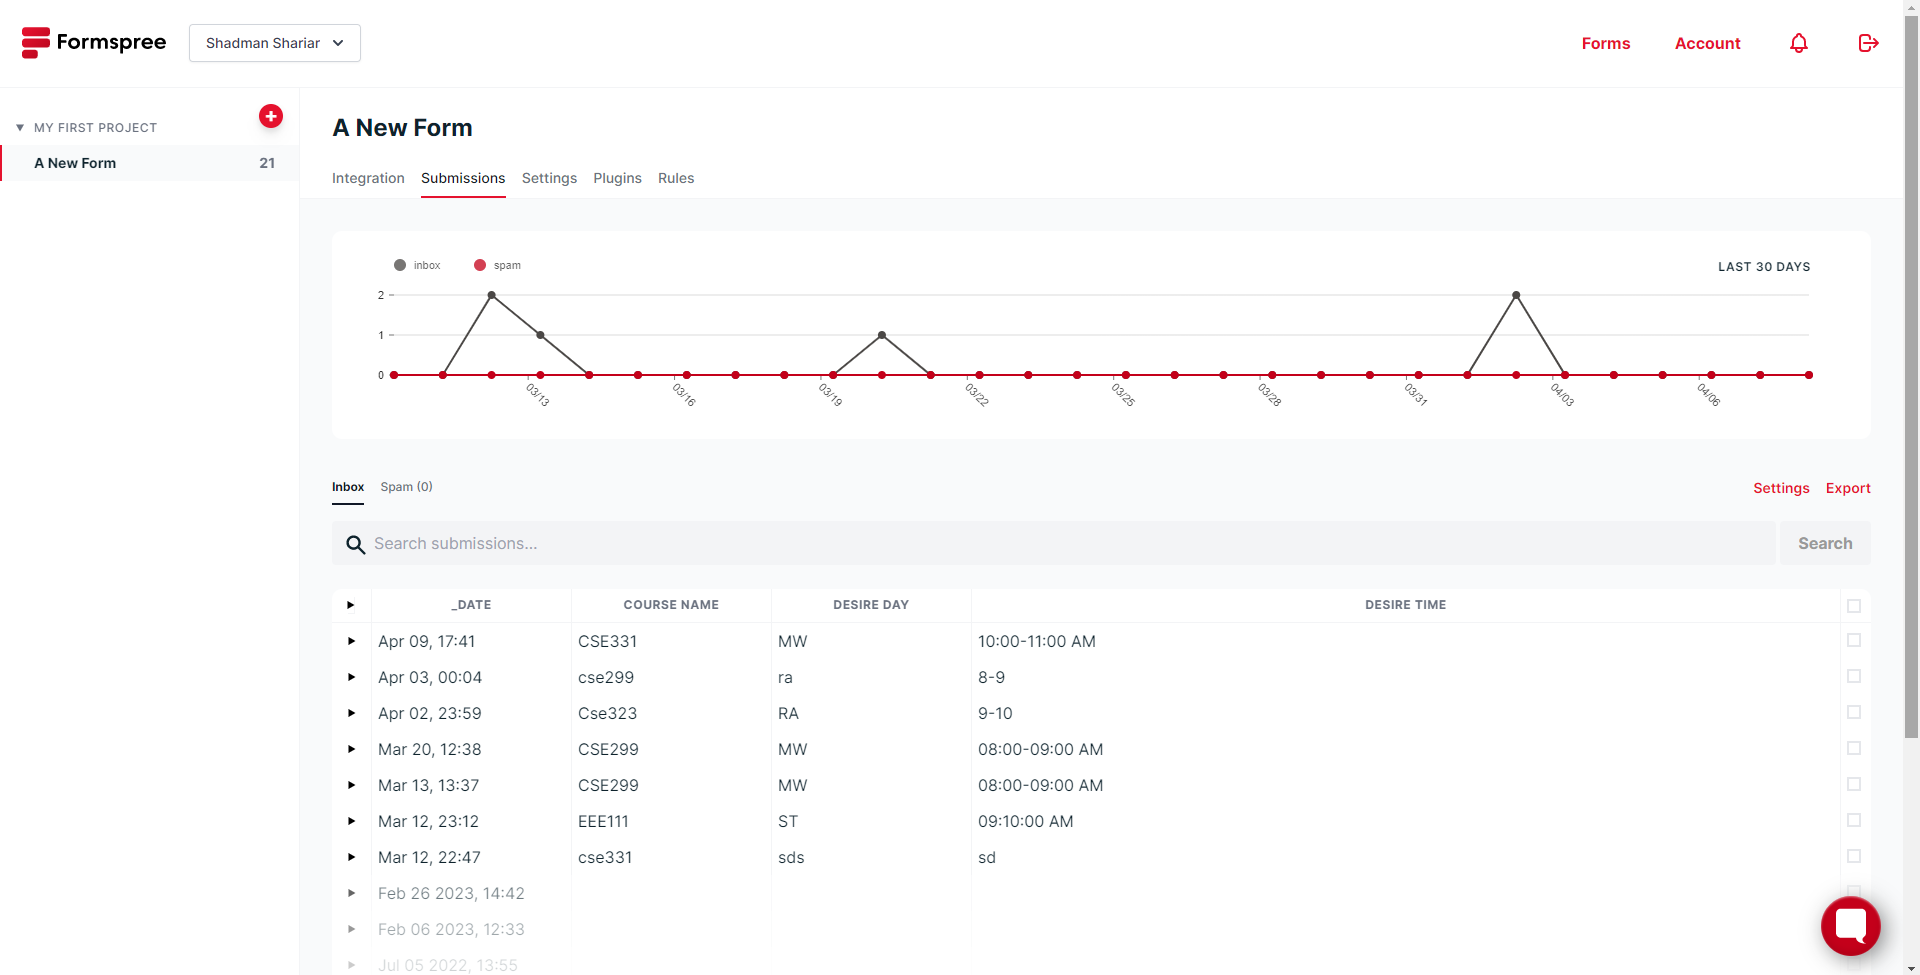 Formspree
Shadman Shariar
Forms
Account
MY FIRST PROJECT
A New Form 21
A New Form
Integration Submissions Settings Plugins Rules
inbox spam
LAST 30 DAYS
2
1
0
03/13 03/16 03/19 03/22 03/25 03/28 03/31 04/03 04/06
Inbox Spam (0)
Settings Export
Search submissions...
Search
_DATE COURSE NAME DESIRE DAY DESIRE TIME
Apr 09, 17:41 CSE331 MW 10:00-11:00 AM
Apr 03, 00:04 cse299 ra 8-9
Apr 02, 23:59 Cse323 RA 9-10
Mar 20, 12:38 CSE299 MW 08:00-09:00 AM
Mar 13, 13:37 CSE299 MW 08:00-09:00 AM
Mar 12, 23:12 EEE111 ST 09:10:00 AM
Mar 12, 22:47 cse331 sds sd
Feb 26 2023, 14:42
Feb 06 2023, 12:33
Jul 05 2022, 13:55